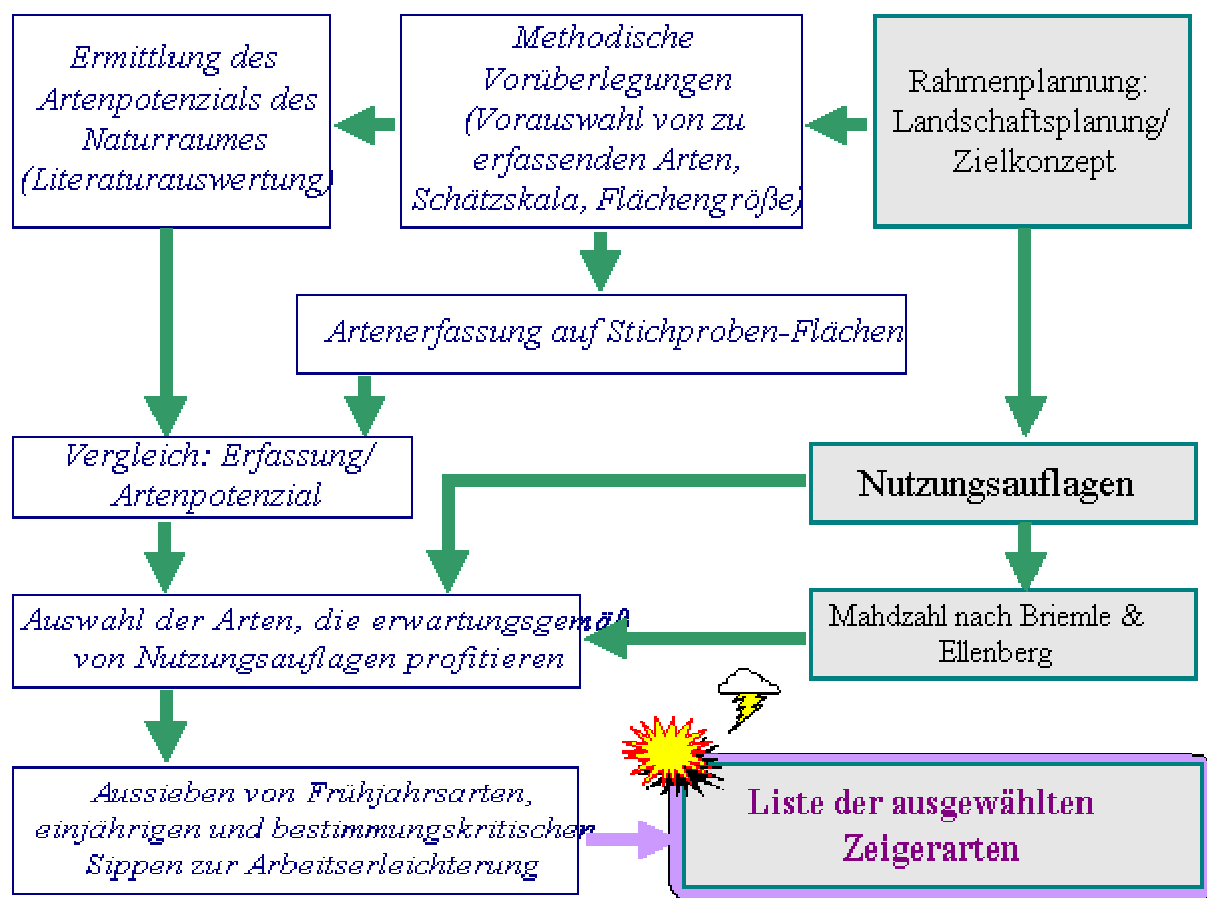 Ermittlung des
Artenpotenzials des
Naturraumes
(Literaturauswertung)
Methodische
Vorüberlegungen
(Vorauswahl von zu
erfassenden Arten,
Schätzskala, Flächengröße)
Rahmenplannung:
Landschaftsplanung/
Zielkonzept
Artenerfassung auf Stichproben-Flächen
Vergleich: Erfassung/
Artenpotenzial
Nutzungsauflagen
Auswahl der Arten, die erwartungsgemäß
von Nutzungsauflagen profitieren
Mahdzahl nach Briemle &
Ellenberg
Aussieben von Frühjahrsarten,
einjährigen und bestimmungskritischen
Sippen zur Arbeitserleichterung
Liste der ausgewählten
Zeigerarten